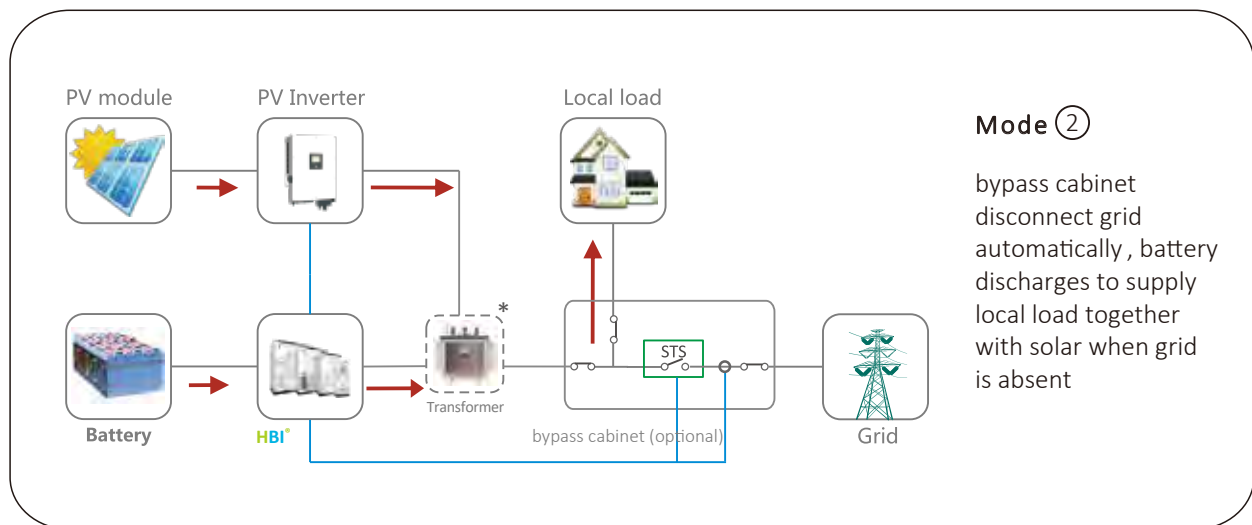 PV module
PV Inverter
Local load
Mode ②
bypass cabinet
disconnect grid
automatically , battery
discharges to supply
local load together
with solar when grid
is absent
*
STS
Transformer
Battery
HBI®
bypass cabinet (optional)
Grid